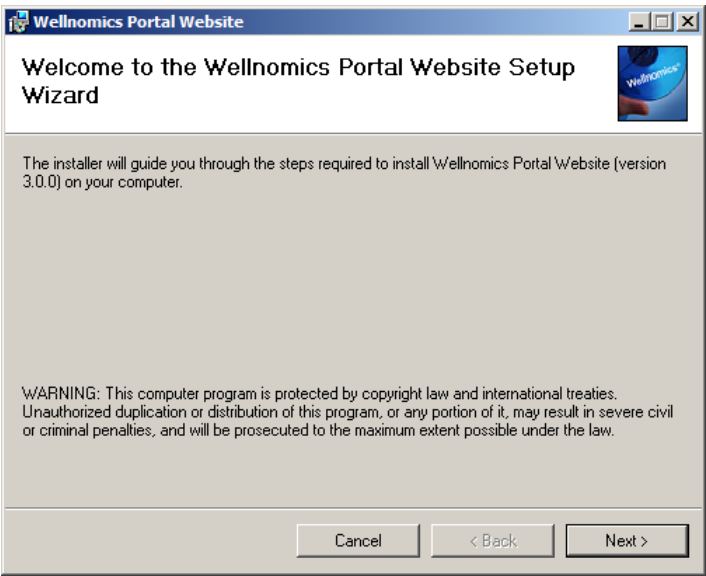 Wellnomics Portal Website
Welcome to the Wellnomics Portal Website Setup
Wizard
Wellnomics®
The installer will guide you through the steps required to install Wellnomics Portal Website (version
3.0.0) on your computer.
WARNING: This computer program is protected by copyright law and international treaties.
Unauthorized duplication or distribution of this program, or any portion of it, may result in severe civil
or criminal penalties, and will be prosecuted to the maximum extent possible under the law.
Cancel < Back Next >